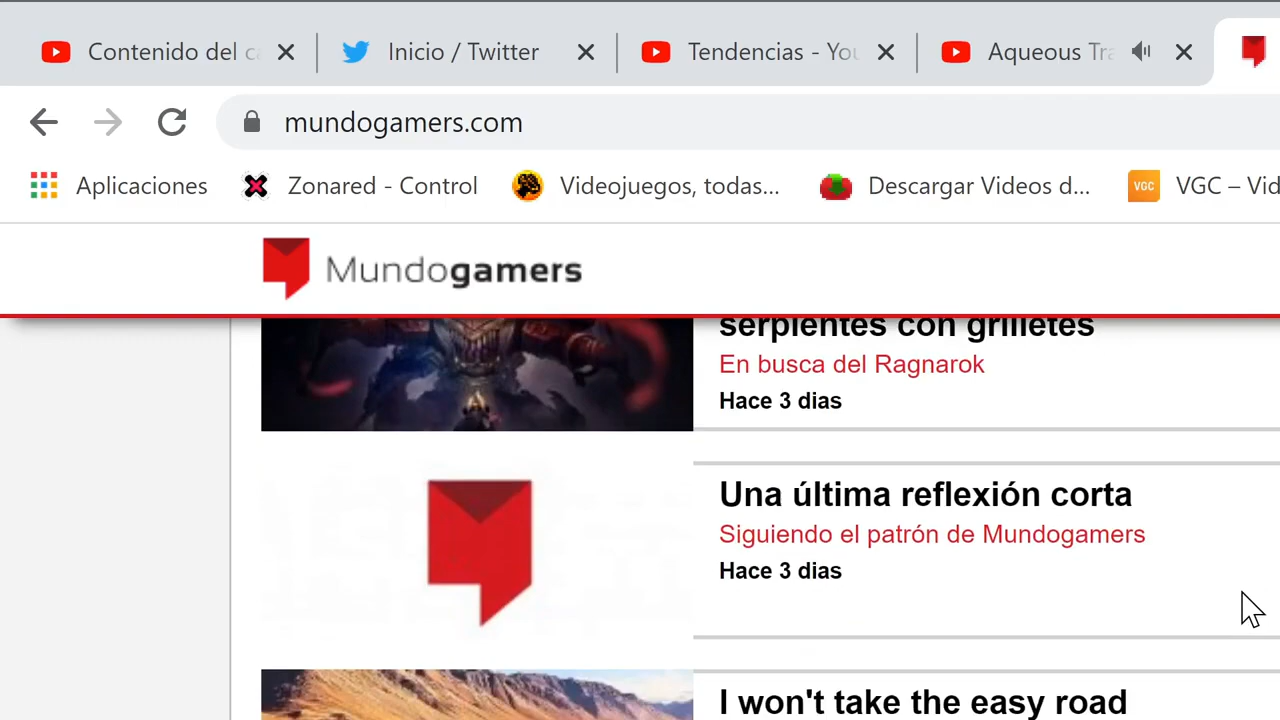 Contenido del c
Inicio / Twitter
Tendencias - You
Aqueous Tra
mundogamers.com
Aplicaciones
Zonared - Control
Videojuegos, todas...
Descargar Videos d...
VGC
VGC – Vid
Mundogamers
serpientes con grilletes
En busca del Ragnarok
Hace 3 dias
Una última reflexión corta
Siguiendo el patrón de Mundogamers
Hace 3 dias
I won't take the easy road